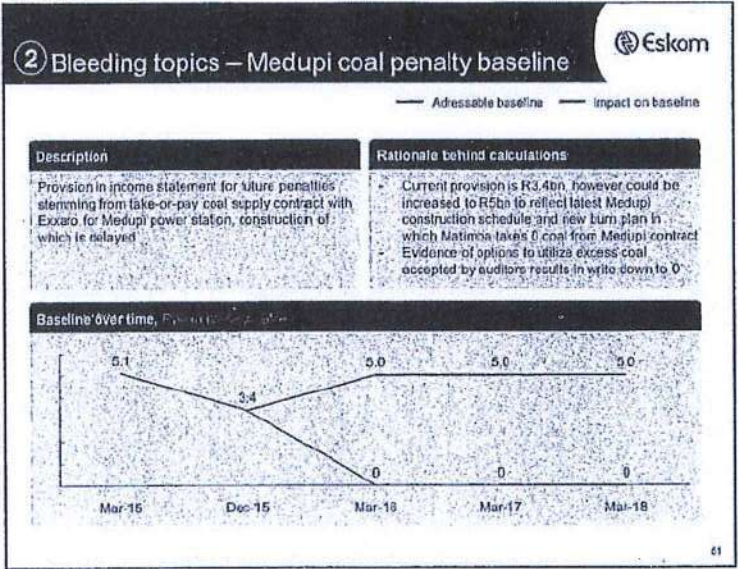 ② Bleeding topics – Medupi coal penalty baseline
Eskom
Adressable baseline
Impact on baseline
Description
Provision in income statement for future penalties
stemming from take-or-pay coal supply contract with
Exxaro for Medupi power station, construction of
which is delayed
Rationale behind calculations
- Current provision is R3.4bn, however could be
increased to R5bn to reflect latest Medupi
construction schedule and new burn plan in
which Matimba takes 0 coal from Medupi contract
- Evidence of options to utilize excess coal
accepted by auditors results in write down to 0
Baseline over time,
5.1
3.4
5.0 5.0 5.0
0 0 0
Mar-15 Dec-15 Mar-16 Mar-17 Mar-18